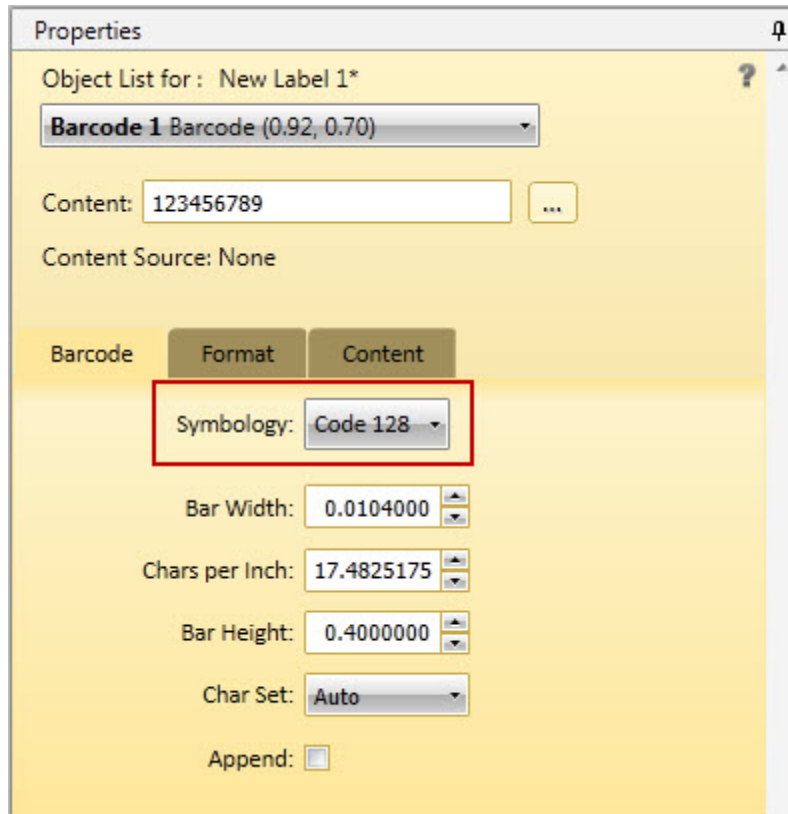 Properties
Object List for : New Label 1*
?
Barcode 1 Barcode (0.92, 0.70)
Content: 123456789 ...
Content Source: None
Barcode Format Content
Symbology: Code 128
Bar Width: 0.0104000
Chars per Inch: 17.4825175
Bar Height: 0.4000000
Char Set: Auto
Append: